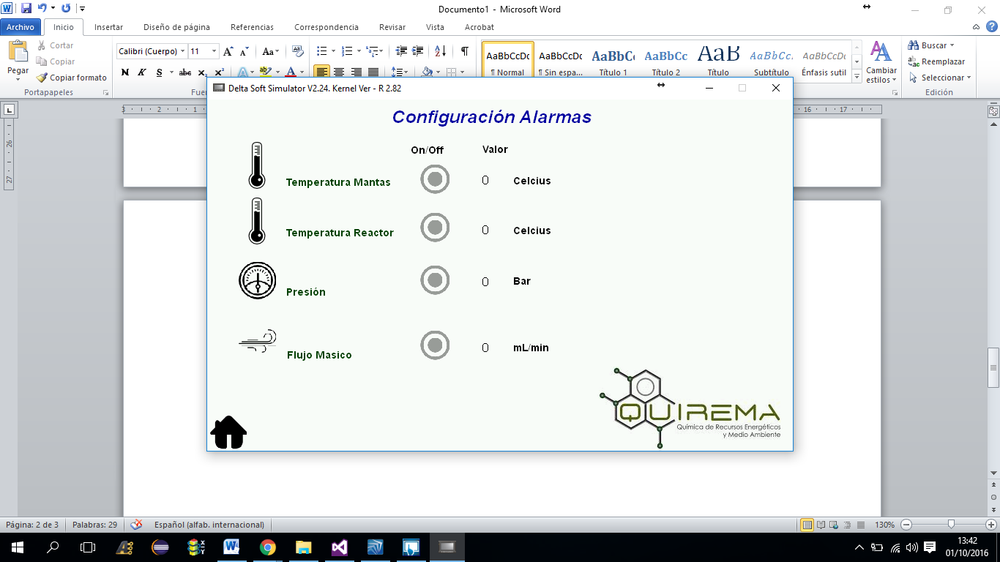 Documento1 - Microsoft Word
Archivo Inicio Insertar Diseño de página Referencias Correspondencia Revisar Vista Acrobat
Pegar
Cortar
Copiar
Copiar formato
Portapapeles
Calibri (Cuerpo) 11
N K S abc x₂ x²
AaBbCcDc AaBbCcDc AaBbC AaBbCc AaB AaBbCc. AaBbCcDc
¶ Normal ¶ Sin espa... Título 1 Título 2 Título Subtítulo Énfasis sutil
Cambiar
estilos
Buscar
Reemplazar
Seleccionar
Edición
Delta Soft Simulator V2.24. Kernel Ver - R 2.82
Configuración Alarmas
On/Off Valor
Temperatura Mantas 0 Celcius
Temperatura Reactor 0 Celcius
Presión 0 Bar
Flujo Masico 0 mL/min
QUIREMA
Química de Recursos Energéticos
y Medio Ambiente
Página: 2 de 3 Palabras: 29 Español (alfab. internacional) 130%
13:42
01/10/2016